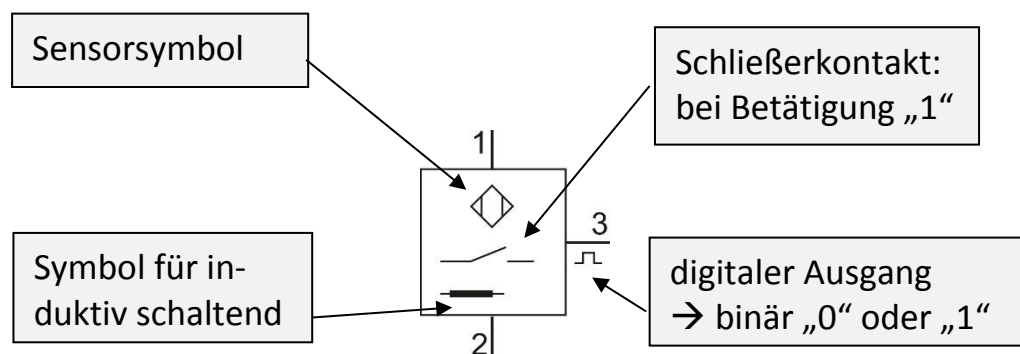 Sensorsymbol
Schließerkontakt:
bei Betätigung „1“
1
3
Symbol für in-
duktiv schaltend
digitaler Ausgang
→ binär „0“ oder „1“
2